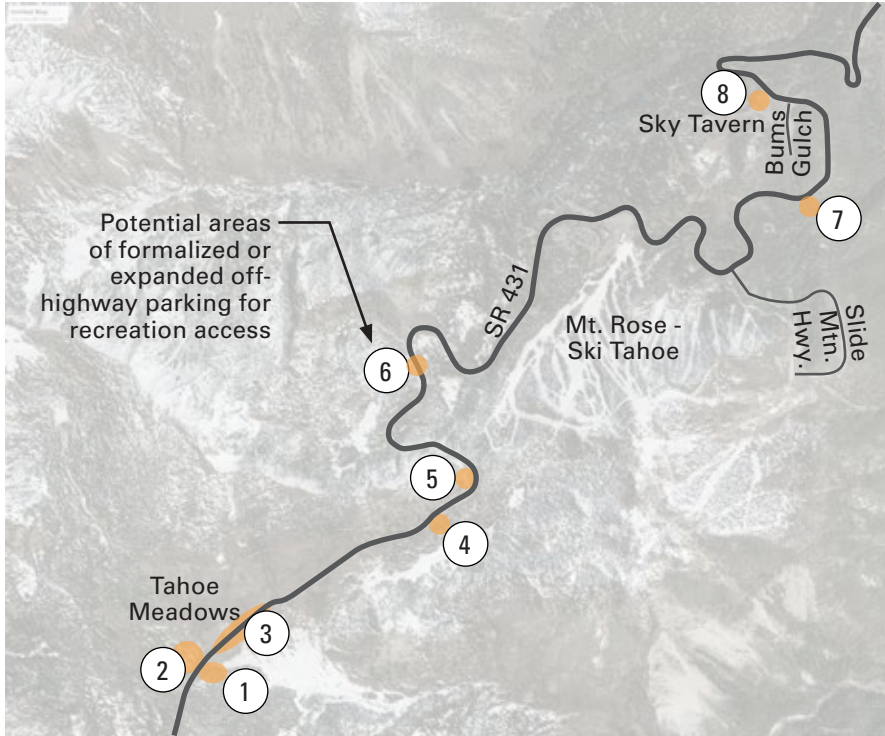 8
Sky Tavern
Bums
Gulch
7
Potential areas
of formalized or
expanded off-
highway parking for
recreation access
SR 431
Mt. Rose -
Ski Tahoe
Slide
Mtn.
Hwy.
6
5
4
Tahoe
Meadows
3
2
1